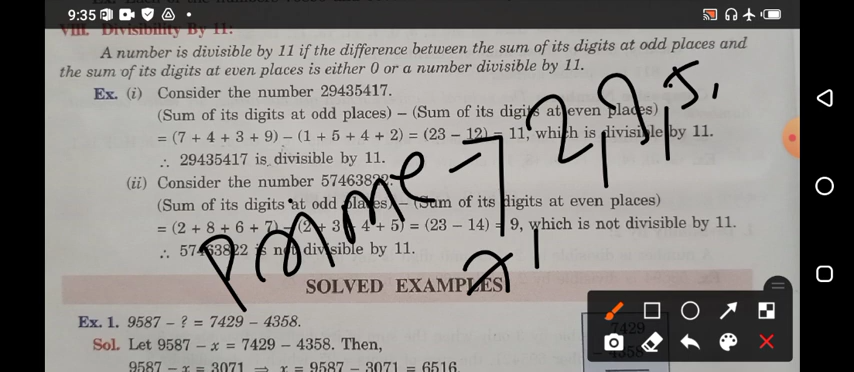 9:35
VIII. Divisibility By 11:
A number is divisible by 11 if the difference between the sum of its digits at odd places and
the sum of its digits at even places is either 0 or a number divisible by 11.
Ex. (i) Consider the number 29435417.
(Sum of its digits at odd places) – (Sum of its digits at even places)
= (7 + 4 + 3 + 9) – (1 + 5 + 4 + 2) = (23 – 12) = 11, which is divisible by 11.
∴ 29435417 is divisible by 11.
(ii) Consider the number 57463822.
(Sum of its digits at odd places) – (Sum of its digits at even places)
= (2 + 8 + 6 + 7) – (2 + 3 + 4 + 5) = (23 – 14) = 9, which is not divisible by 11.
∴ 57463822 is not divisible by 11.
prime → 2, 9, 5,
SOLVED EXAMPLES
Ex. 1. 9587 – ? = 7429 – 4358.
7429
Sol. Let 9587 – x = 7429 – 4358. Then,
4358
9587 – x = 3071 ⇒ x = 9587 – 3071 = 6516.